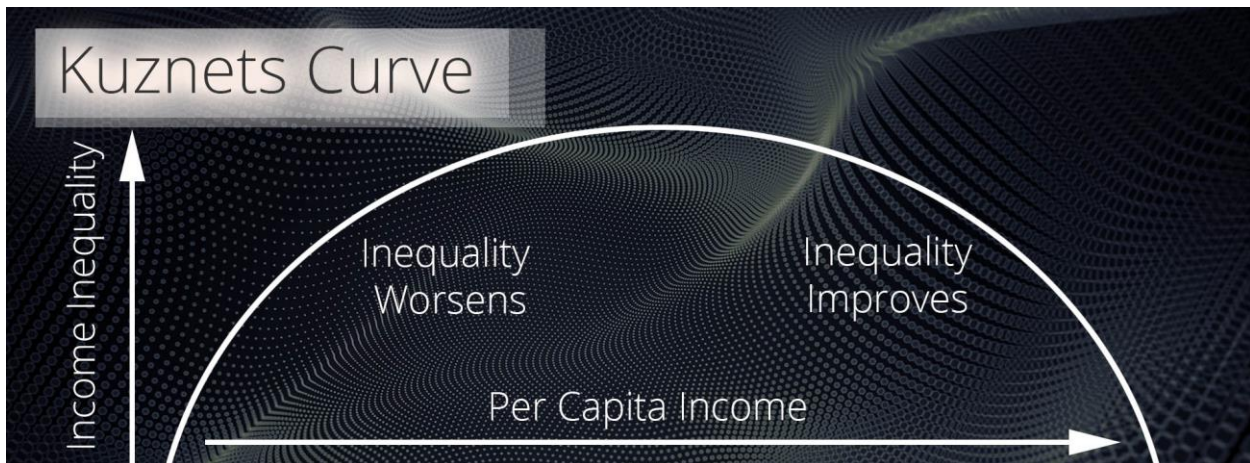 Kuznets Curve
Income Inequality
Inequality
Worsens
Inequality
Improves
Per Capita Income